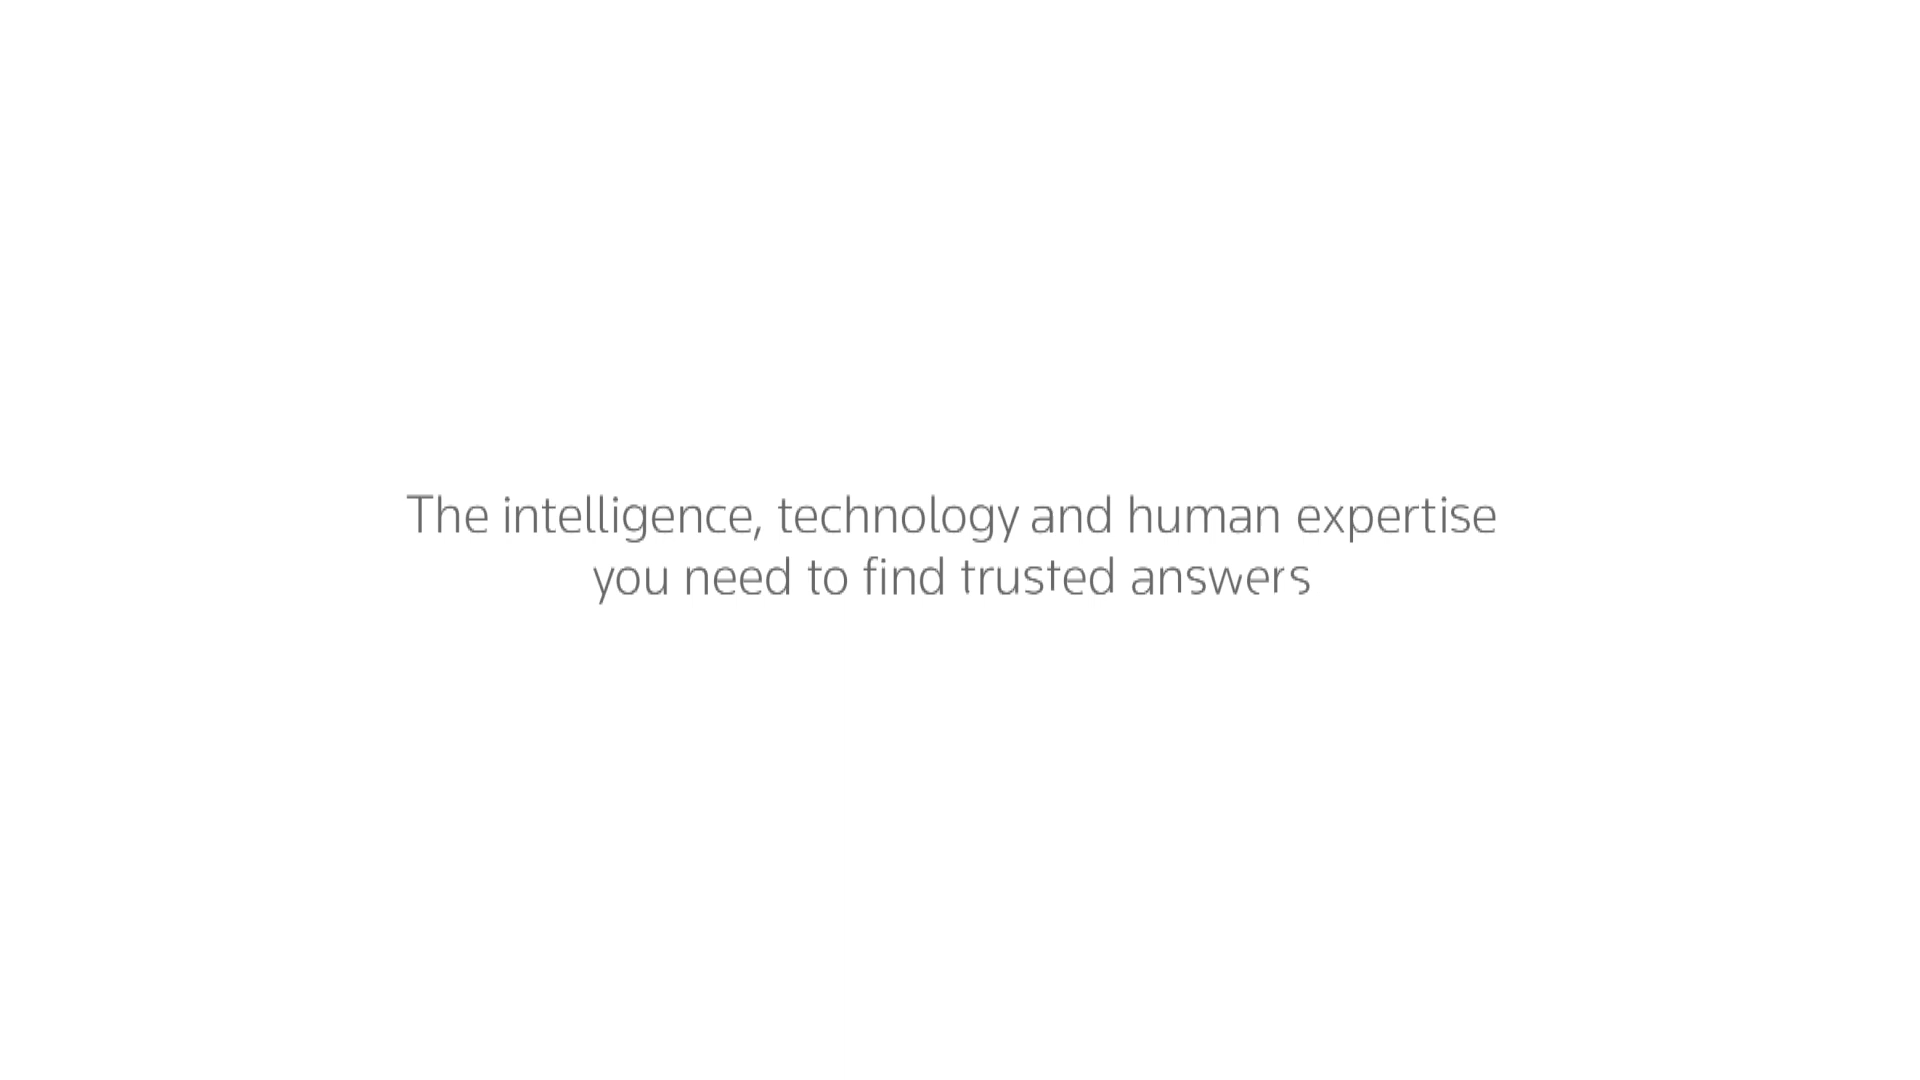 The intelligence, technology and human expertise
you need to find trusted answers